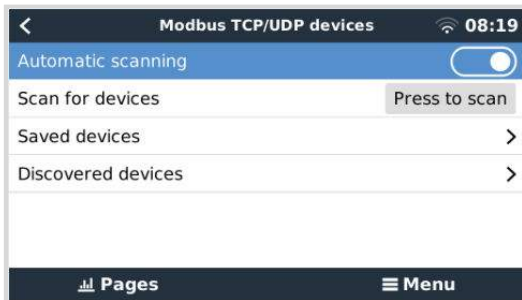 Modbus TCP/UDP devices 08:19
Automatic scanning
Scan for devices Press to scan
Saved devices
Discovered devices
Pages Menu